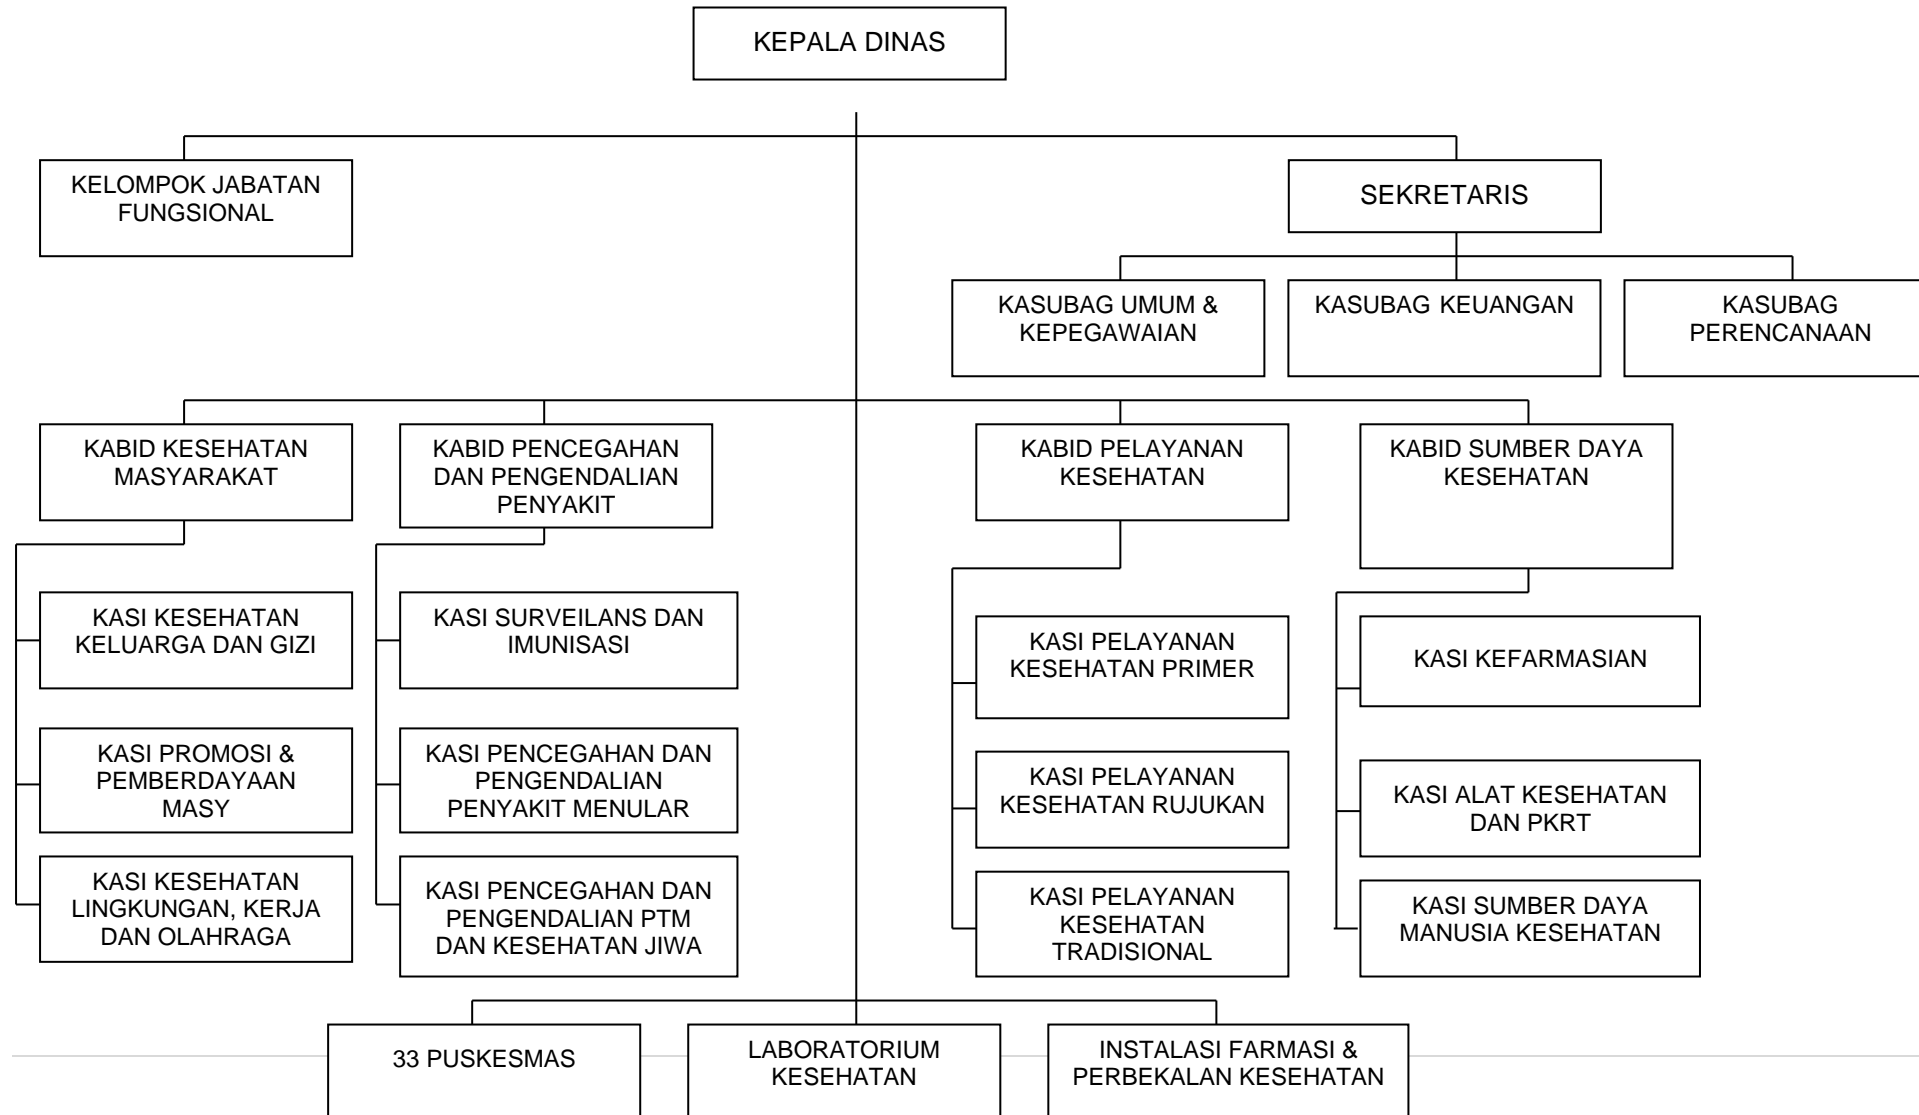 KEPALA DINAS
KELOMPOK JABATAN
FUNGSIONAL
SEKRETARIS
KASUBAG UMUM &
KEPEGAWAIAN
KASUBAG KEUANGAN
KASUBAG
PERENCANAAN
KABID KESEHATAN
MASYARAKAT
KABID PENCEGAHAN
DAN PENGENDALIAN
PENYAKIT
KABID PELAYANAN
KESEHATAN
KABID SUMBER DAYA
KESEHATAN
KASI KESEHATAN
KELUARGA DAN GIZI
KASI PROMOSI &
PEMBERDAYAAN
MASY
KASI KESEHATAN
LINGKUNGAN, KERJA
DAN OLAHRAGA
KASI SURVEILANS DAN
IMUNISASI
KASI PENCEGAHAN DAN
PENGENDALIAN
PENYAKIT MENULAR
KASI PENCEGAHAN DAN
PENGENDALIAN PTM
DAN KESEHATAN JIWA
KASI PELAYANAN
KESEHATAN PRIMER
KASI PELAYANAN
KESEHATAN RUJUKAN
KASI PELAYANAN
KESEHATAN
TRADISIONAL
KASI KEFARMASIAN
KASI ALAT KESEHATAN
DAN PKRT
KASI SUMBER DAYA
MANUSIA KESEHATAN
33 PUSKESMAS
LABORATORIUM
KESEHATAN
INSTALASI FARMASI &
PERBEKALAN KESEHATAN